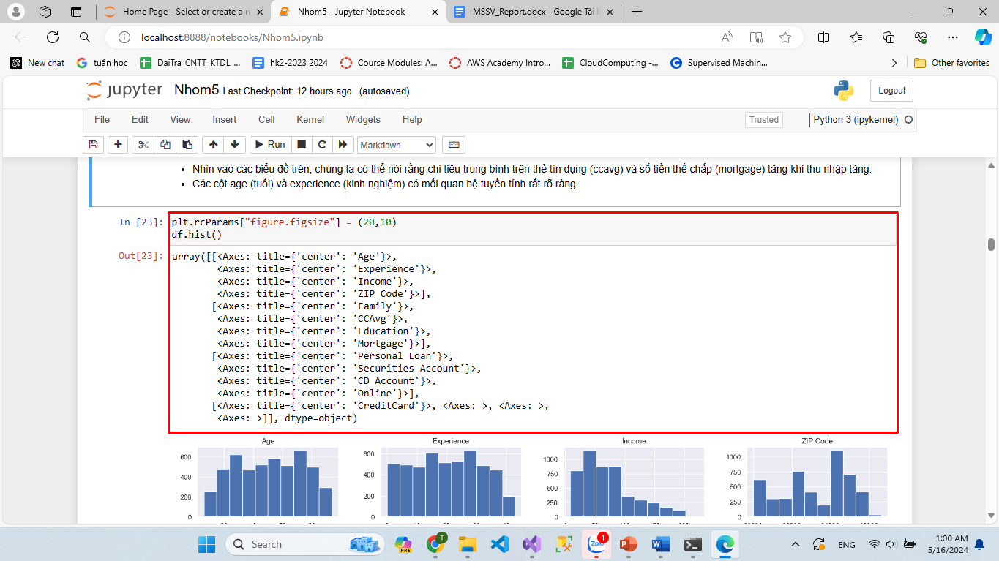 Home Page - Select or create a n
Nhom5 - Jupyter Notebook
MSSV_Report.docx - Google Tài l
localhost:8888/notebooks/Nhom5.ipynb
New chat
tuần học
DaiTra_CNTT_KTDL_...
hk2-2023 2024
Course Modules: A...
AWS Academy Intro...
CloudComputing -...
Supervised Machin...
Other favorites
jupyter Nhom5 Last Checkpoint: 12 hours ago (autosaved)
Logout
File Edit View Insert Cell Kernel Widgets Help
Trusted
Python 3 (ipykernel)
Run
Markdown
Nhìn vào các biểu đồ trên, chúng ta có thể nói rằng chi tiêu trung bình trên thẻ tín dụng (ccavg) và số tiền thế chấp (mortgage) tăng khi thu nhập tăng.
Các cột age (tuổi) và experience (kinh nghiệm) có mối quan hệ tuyến tính rất rõ ràng.
In [23]: plt.rcParams["figure.figsize"] = (20,10)
df.hist()
Out[23]: array([[<Axes: title={'center': 'Age'}>,
<Axes: title={'center': 'Experience'}>,
<Axes: title={'center': 'Income'}>,
<Axes: title={'center': 'ZIP Code'}>],
[<Axes: title={'center': 'Family'}>,
<Axes: title={'center': 'CCAvg'}>,
<Axes: title={'center': 'Education'}>,
<Axes: title={'center': 'Mortgage'}>],
[<Axes: title={'center': 'Personal Loan'}>,
<Axes: title={'center': 'Securities Account'}>,
<Axes: title={'center': 'CD Account'}>,
<Axes: title={'center': 'Online'}>],
[<Axes: title={'center': 'CreditCard'}>, <Axes: >, <Axes: >,
<Axes: >]], dtype=object)
Age
600
400
200
0
Experience
600
400
200
0
Income
1000
750
500
250
0
ZIP Code
1000
750
500
250
0
Search
PRE
T
Zalo
1
ENG
1:00 AM
5/16/2024